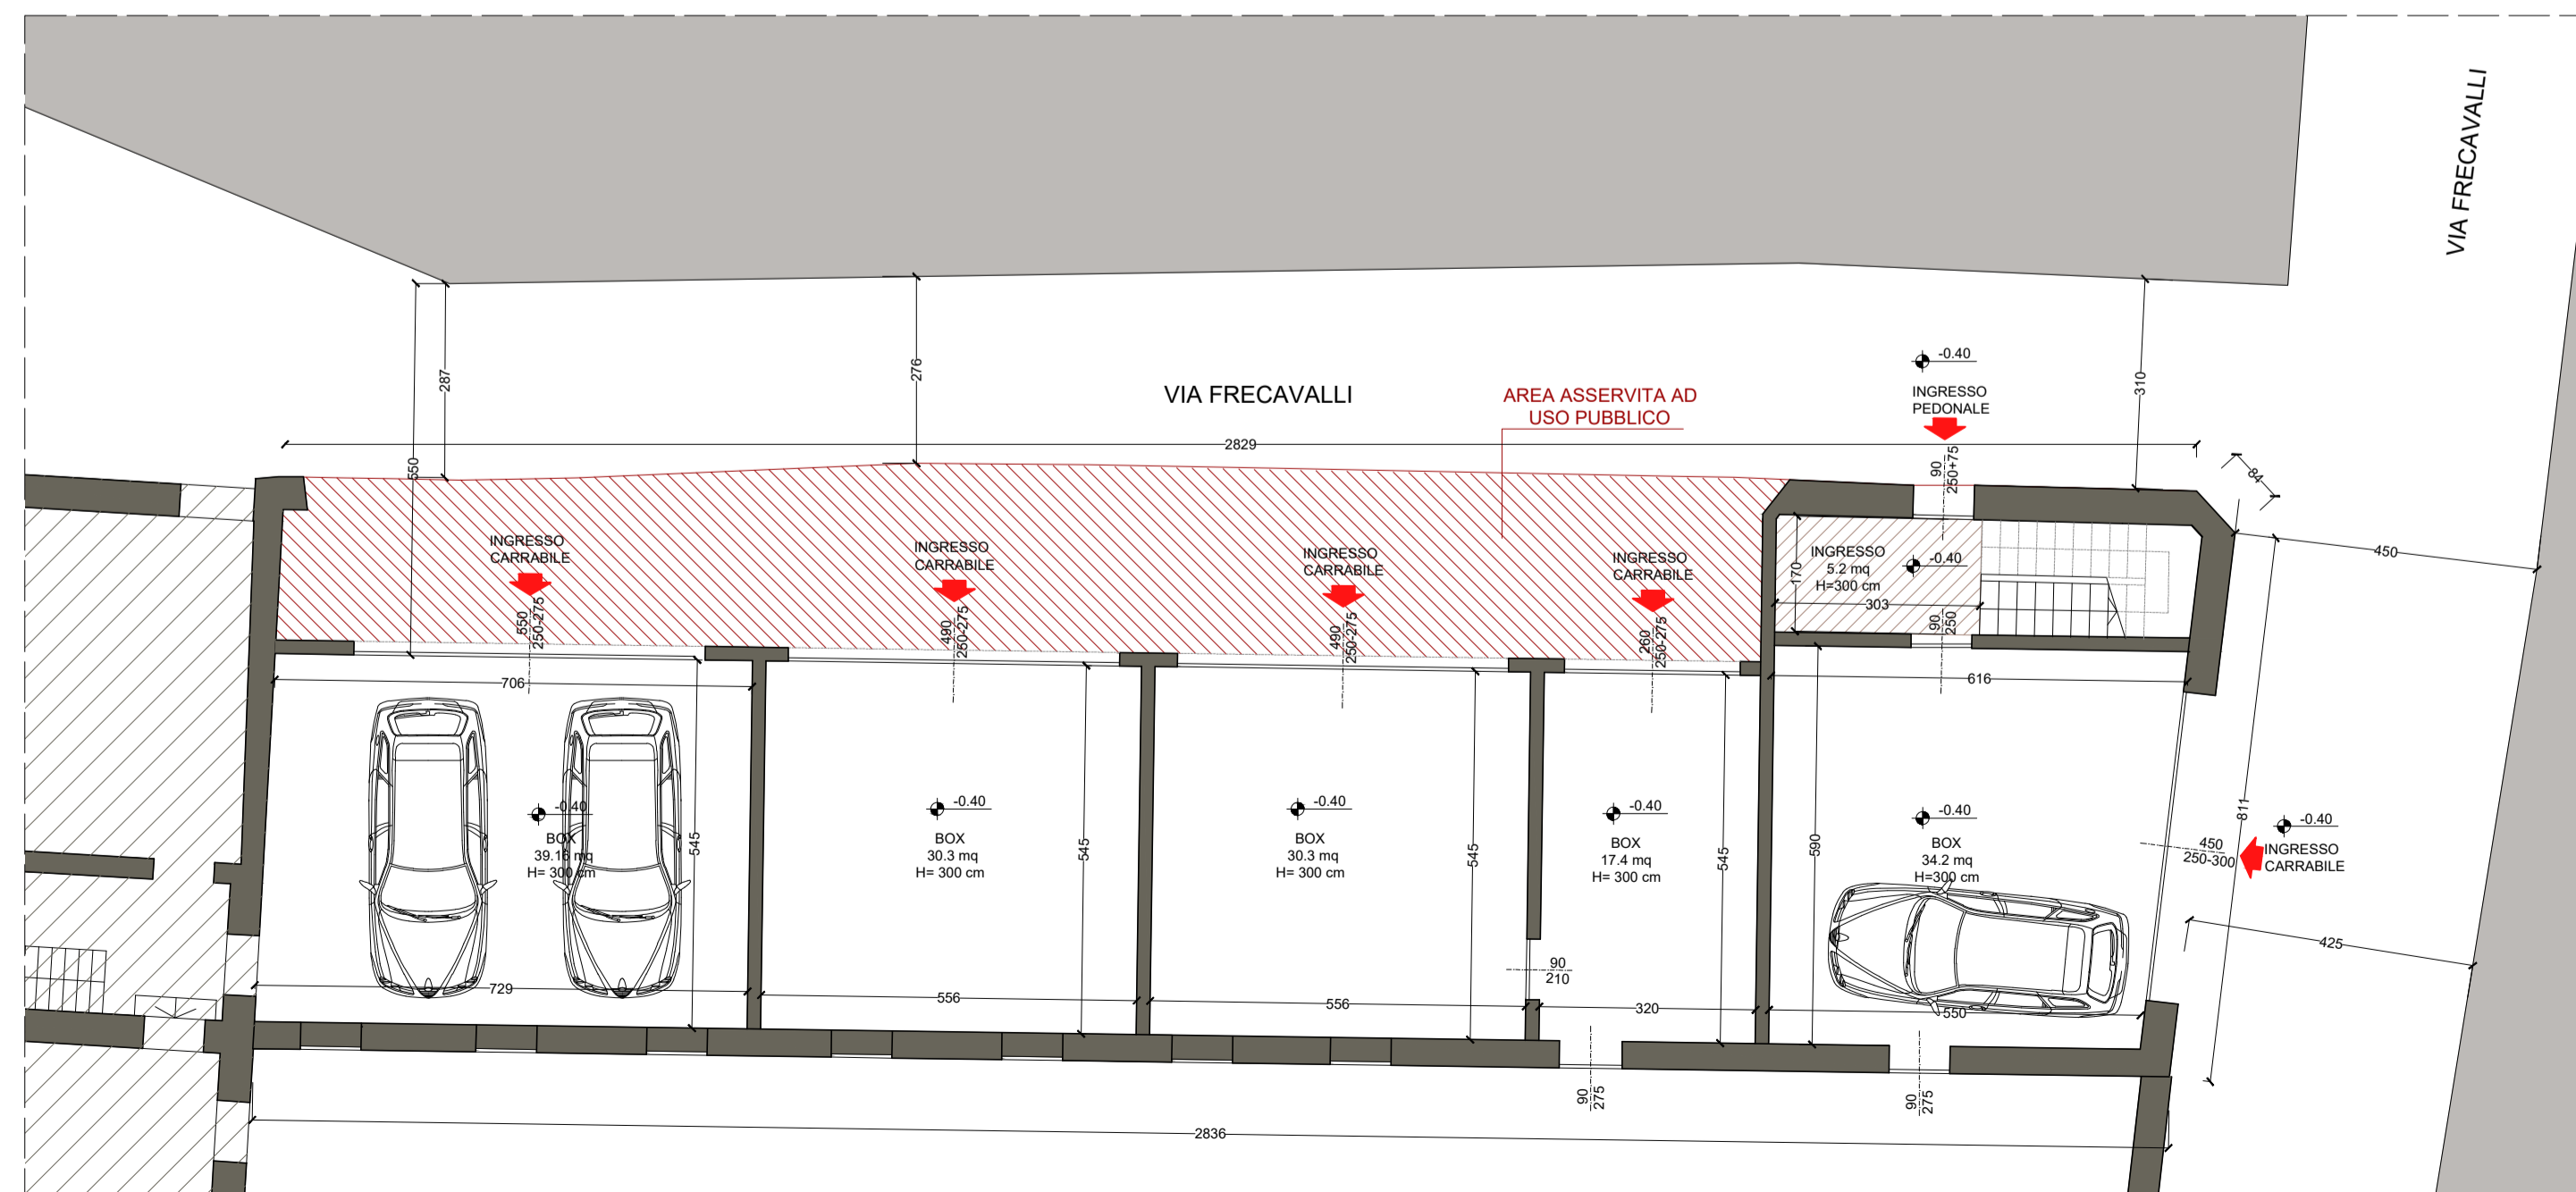 VIA FRECAVALLI
287
276
310
-0.40
INGRESSO
PEDONALE
VIA FRECAVALLI
AREA ASSERVITA AD
USO PUBBLICO
2829
550
90
250+75
84
450
INGRESSO
CARRABILE
550
250-275
INGRESSO
CARRABILE
490
250-275
INGRESSO
CARRABILE
490
250-275
INGRESSO
CARRABILE
260
250-275
INGRESSO
5.2 mq
H=300 cm
-0.40
170
303
90
250
706
616
-0.40
BOX
39.16 mq
H= 300 cm
545
729
-0.40
BOX
30.3 mq
H= 300 cm
545
556
-0.40
BOX
30.3 mq
H= 300 cm
545
556
-0.40
BOX
17.4 mq
H= 300 cm
545
90
210
320
590
-0.40
BOX
34.2 mq
H=300 cm
550
811
-0.40
450
250-300
INGRESSO
CARRABILE
425
90
275
90
275
2836